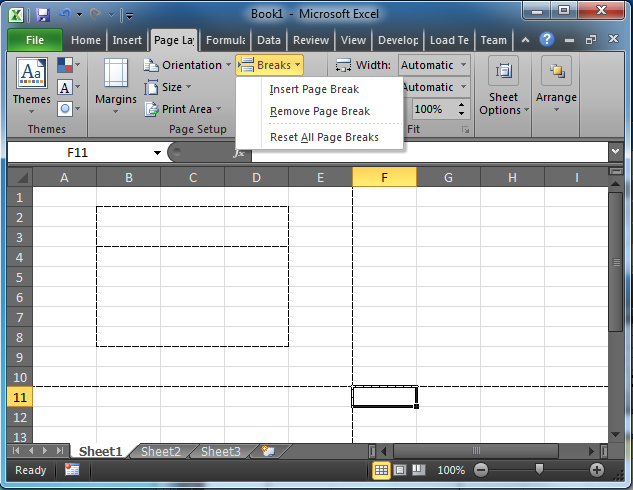 Book1 - Microsoft Excel
File Home Insert Page La Formula Data Review View Develop Load Te Team
Themes
Themes
Margins
Orientation
Size
Print Area
Page Setup
Breaks
Insert Page Break
Remove Page Break
Reset All Page Breaks
Width: Automatic
Automatic
100%
Fit
Sheet Options
Arrange
F11 fx
A B C D E F G H I
1
2
3
4
5
6
7
8
9
10
11
12
13
Sheet1 Sheet2 Sheet3
Ready 100%